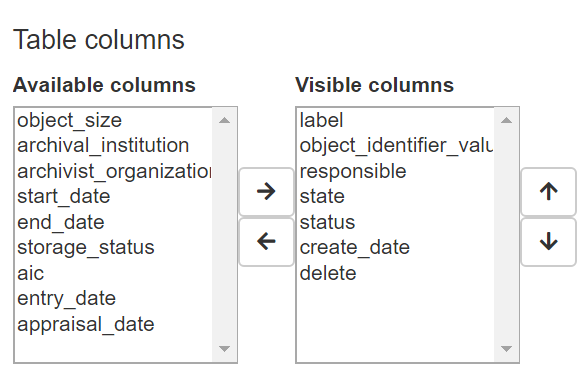 Table columns
Available columns
Visible columns
object_size
archival_institution
archivist_organization
start_date
end_date
storage_status
aic
entry_date
appraisal_date
label
object_identifier_valu
responsible
state
status
create_date
delete